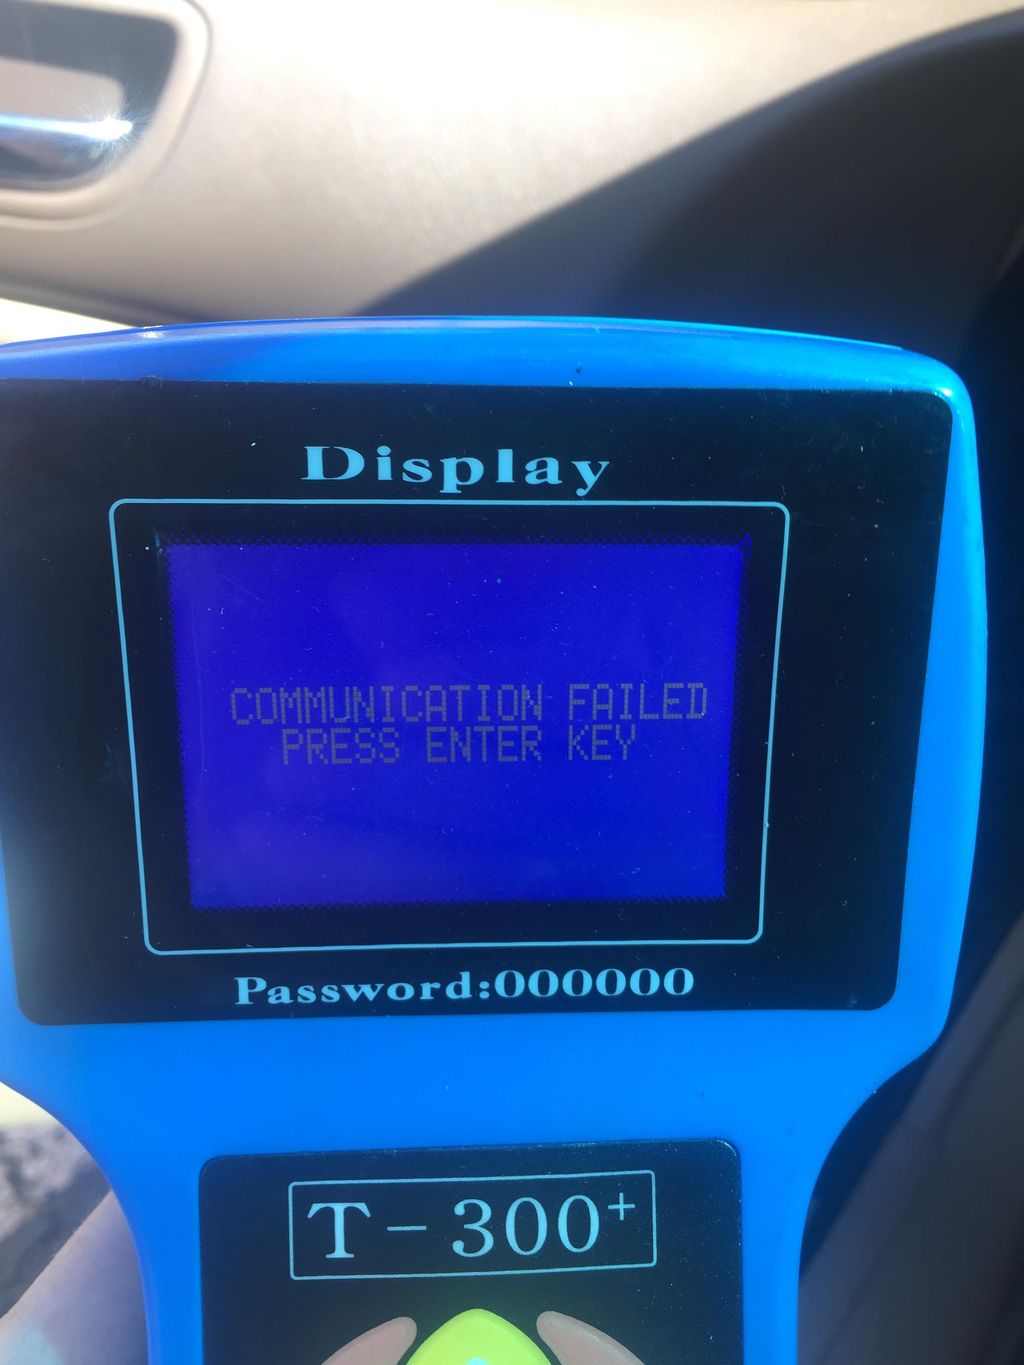 Display
COMMUNICATION FAILED
PRESS ENTER KEY
Password:000000
T-300+